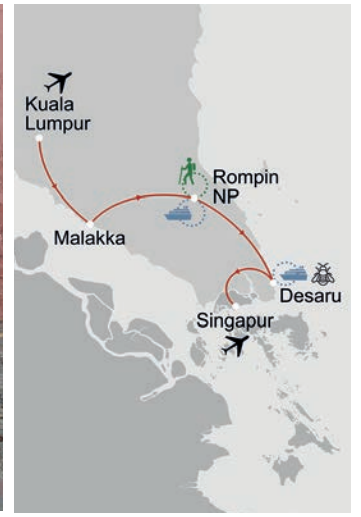 Kuala
Lumpur
Rompin
NP
Malakka
Desaru
Singapur